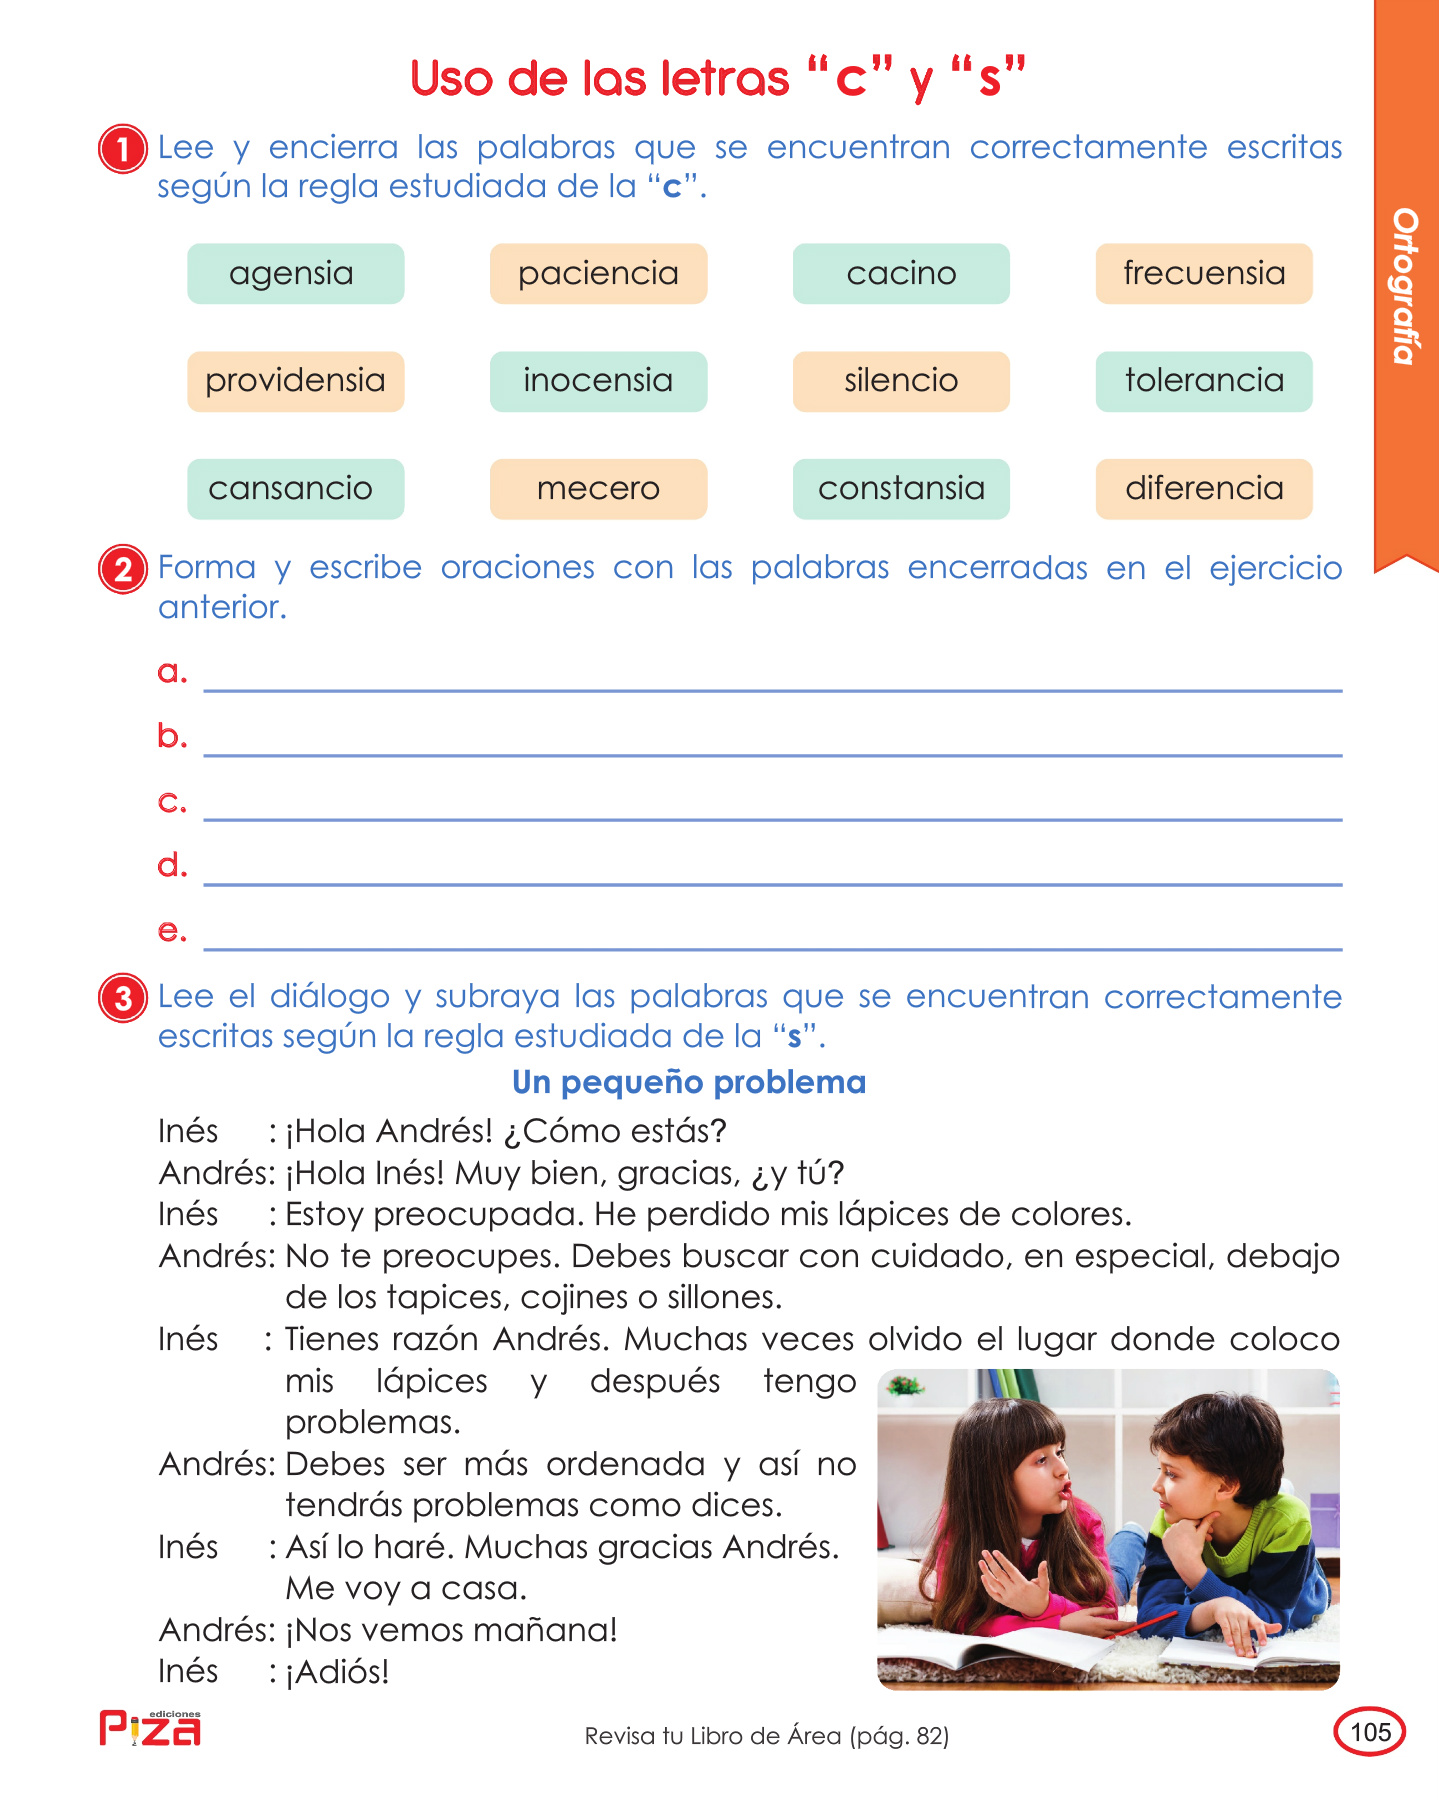 Uso de las letras “c” y “s”
1 Lee y encierra las palabras que se encuentran correctamente escritas
según la regla estudiada de la “c”.
agensia paciencia cacino frecuensia
providensia inocensia silencio tolerancia
cansancio mecero constansia diferencia
Ortografía
2 Forma y escribe oraciones con las palabras encerradas en el ejercicio
anterior.
a.
b.
c.
d.
e.
3 Lee el diálogo y subraya las palabras que se encuentran correctamente
escritas según la regla estudiada de la “s”.
Un pequeño problema
Inés : ¡Hola Andrés! ¿Cómo estás?
Andrés: ¡Hola Inés! Muy bien, gracias, ¿y tú?
Inés : Estoy preocupada. He perdido mis lápices de colores.
Andrés: No te preocupes. Debes buscar con cuidado, en especial, debajo
de los tapices, cojines o sillones.
Inés : Tienes razón Andrés. Muchas veces olvido el lugar donde coloco
mis lápices y después tengo
problemas.
Andrés: Debes ser más ordenada y así no
tendrás problemas como dices.
Inés : Así lo haré. Muchas gracias Andrés.
Me voy a casa.
Andrés: ¡Nos vemos mañana!
Inés : ¡Adiós!
ediciones
Piza
Revisa tu Libro de Área (pág. 82)
105